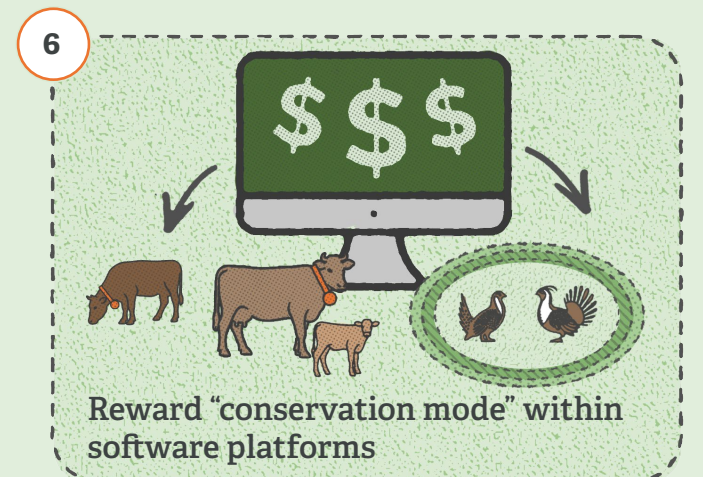 6
$ $ $
Reward “conservation mode” within
software platforms